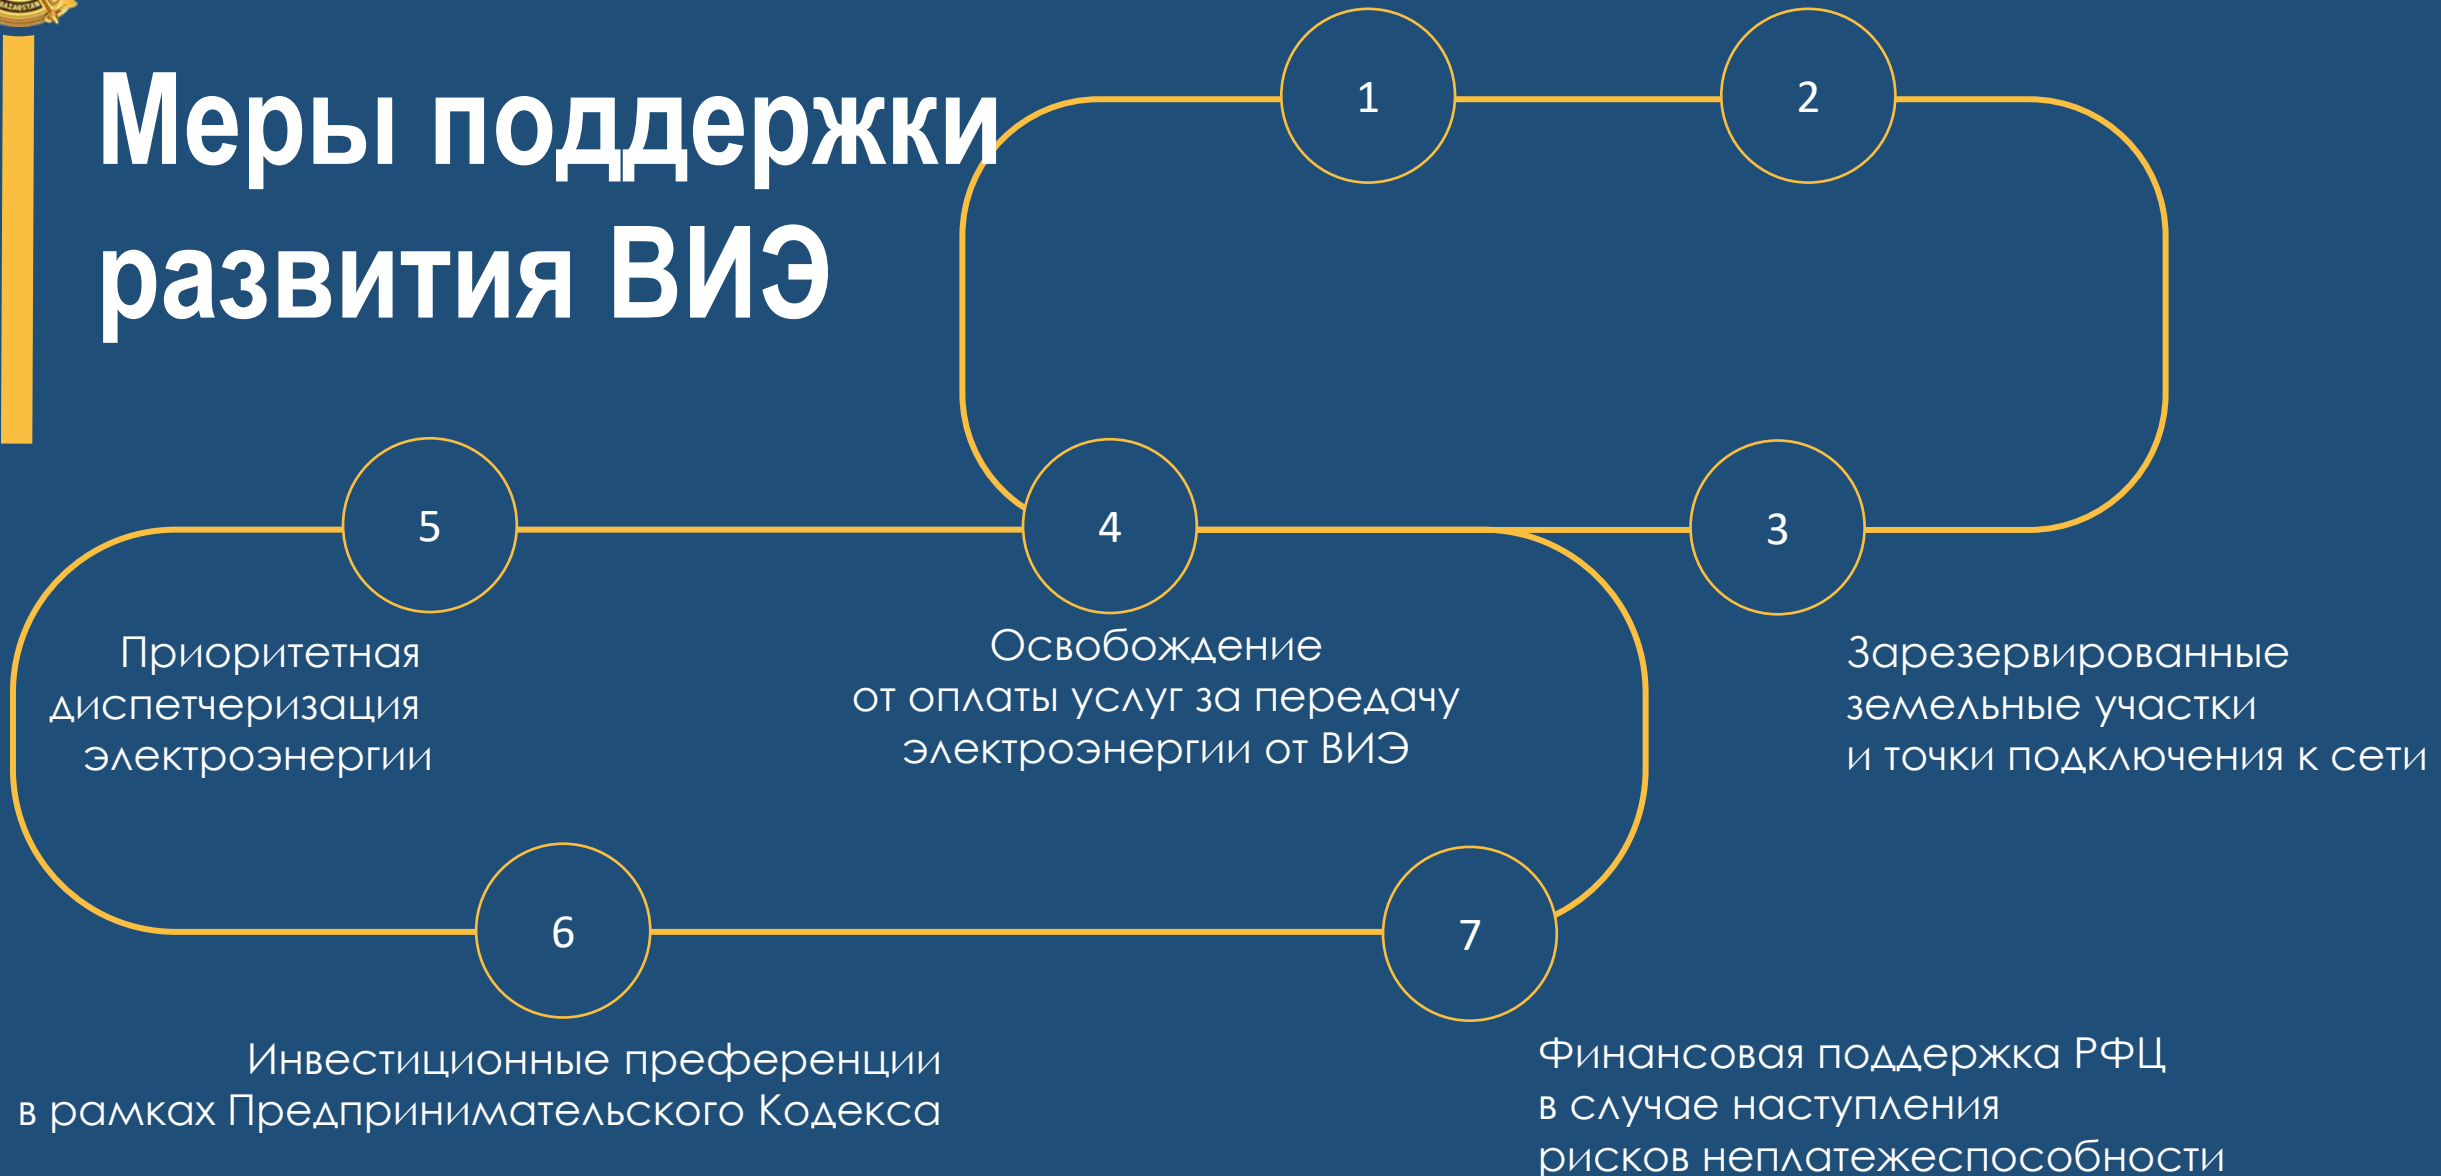 Меры поддержки
развития ВИЭ
1
2
3
Зарезервированные
земельные участки
и точки подключения к сети
4
Освобождение
от оплаты услуг за передачу
электроэнергии от ВИЭ
5
Приоритетная
диспетчеризация
электроэнергии
6
Инвестиционные преференции
в рамках Предпринимательского Кодекса
7
Финансовая поддержка РФЦ
в случае наступления
рисков неплатежеспособности